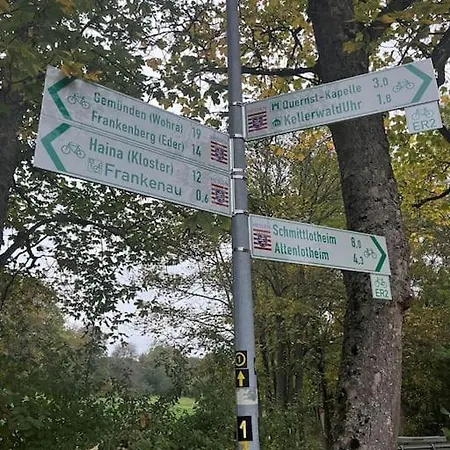 Gemünden (Wohra) 19
Frankenberg (Eder) 14
Haina (Kloster) 12
Frankenau 0.6
Quernst-Kapelle 3.0
KellerwaldUhr 1.8
ER2
Schmittlotheim 8.0
Altenlotheim 4.3
ER2
1
1